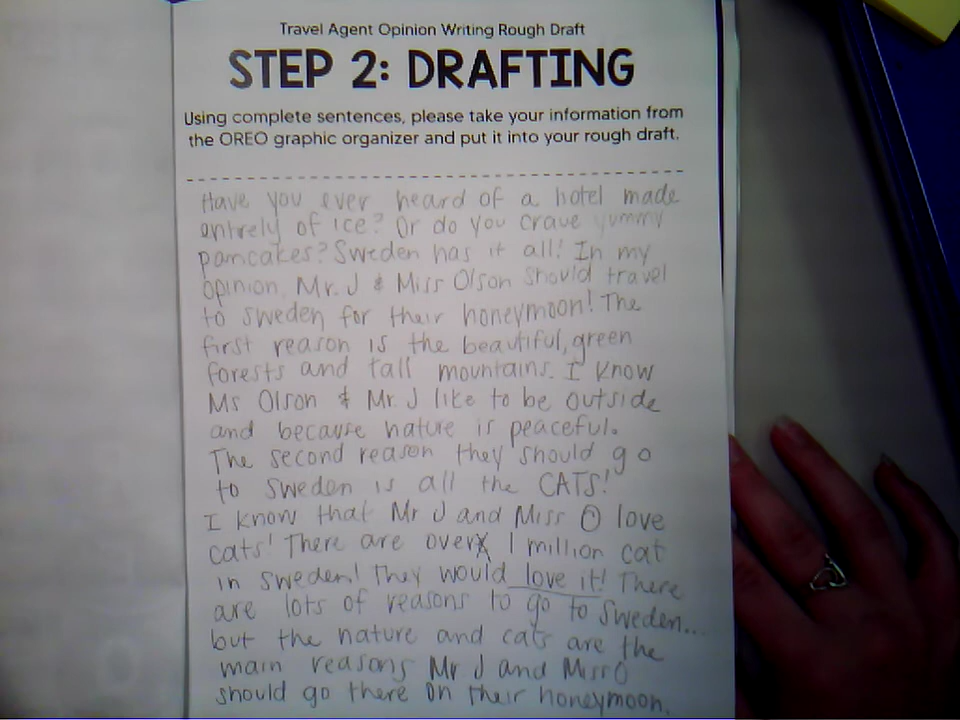 Travel Agent Opinion Writing Rough Draft
STEP 2: DRAFTING
Using complete sentences, please take your information from
the OREO graphic organizer and put it into your rough draft.
Have you ever heard of a hotel made
entirely of ice? Or do you crave yummy
pancakes? Sweden has it all! In my
opinion, Mr. J & Miss Olson should travel
to sweden for their honeymoon! The
first reason is the beautiful, green
forests and tall mountains. I know
Ms Olson & Mr. J like to be outside
and because nature is peaceful.
The second reason they should go
to sweden is all the CATS!
I know that Mr J and Miss O love
cats! There are over 1 million cat
in sweden! They would love it! There
are lots of reasons to go to Sweden...
but the nature and cats are the
main reasons Mr J and Miss O
should go there on their honeymoon.